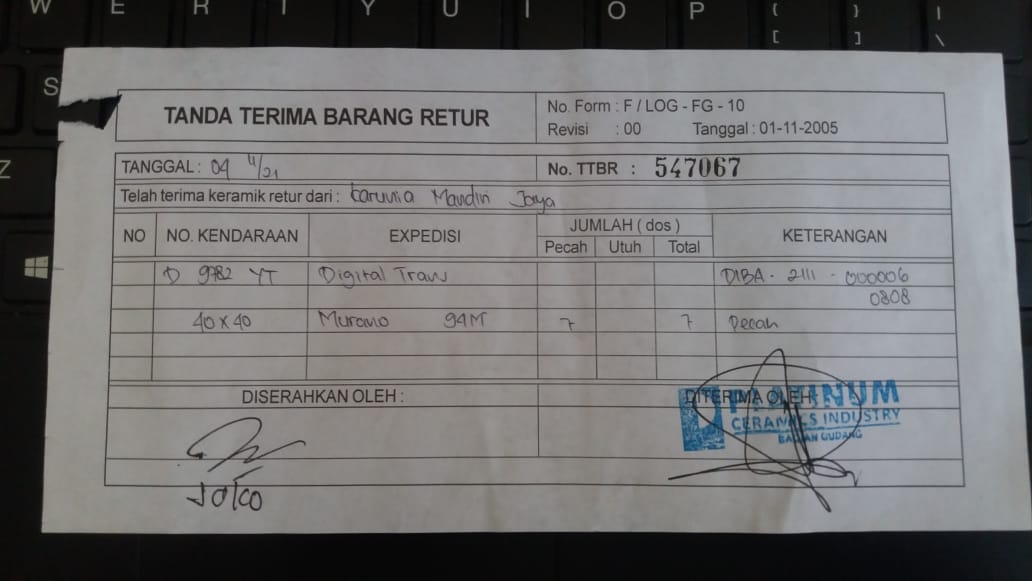 W E R T Y U I O P { }
[ ] \
S
Z
TANDA TERIMA BARANG RETUR
No. Form : F / LOG - FG - 10
Revisi : 00 Tanggal : 01-11-2005
TANGGAL : 04 11/21
No. TTBR : 547067
Telah terima keramik retur dari : karunia Mandiri Jaya
JUMLAH ( dos )
NO NO. KENDARAAN EXPEDISI Pecah Utuh Total KETERANGAN
D 9782 YT Digital Trans DIBA - 2111 - 000006
0808
40 x 40 Murano 94M 7 7 Pecah
DISERAHKAN OLEH : DITERIMA OLEH
PLATINUM
CERAMICS INDUSTRY
BAGIAN GUDANG
Joko